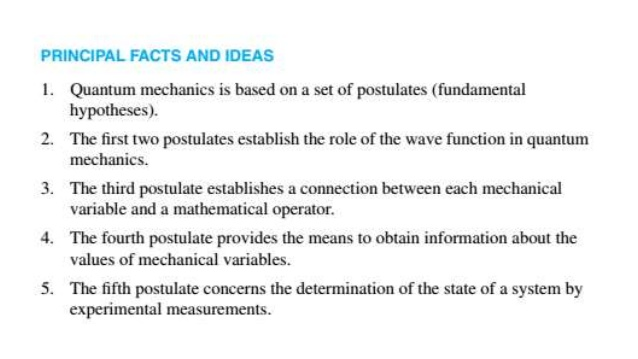 PRINCIPAL FACTS AND IDEAS
1. Quantum mechanics is based on a set of postulates (fundamental
hypotheses).
2. The first two postulates establish the role of the wave function in quantum
mechanics.
3. The third postulate establishes a connection between each mechanical
variable and a mathematical operator.
4. The fourth postulate provides the means to obtain information about the
values of mechanical variables.
5. The fifth postulate concerns the determination of the state of a system by
experimental measurements.